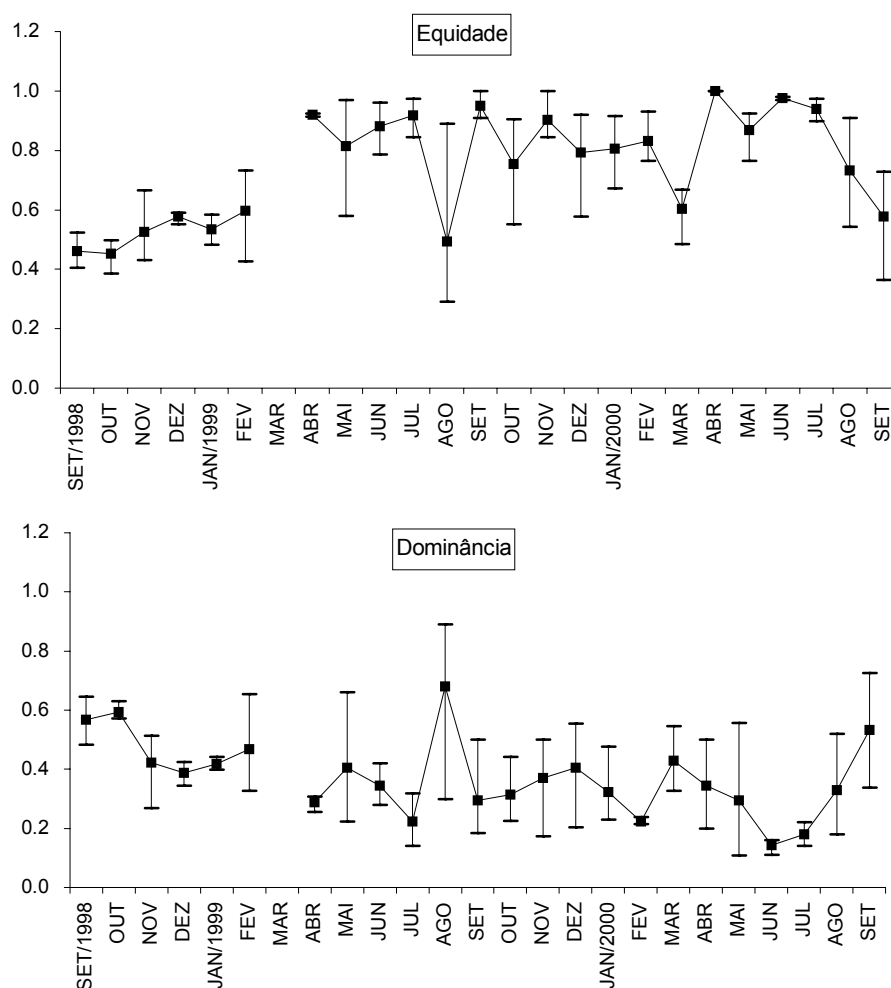 Equidade
1.2
1.0
0.8
0.6
0.4
0.2
0.0
SET/1998
OUT
NOV
DEZ
JAN/1999
FEV
MAR
ABR
MAI
JUN
JUL
AGO
SET
OUT
NOV
DEZ
JAN/2000
FEV
MAR
ABR
MAI
JUN
JUL
AGO
SET
Dominância
1.2
1.0
0.8
0.6
0.4
0.2
0.0
SET/1998
OUT
NOV
DEZ
JAN/1999
FEV
MAR
ABR
MAI
JUN
JUL
AGO
SET
OUT
NOV
DEZ
JAN/2000
FEV
MAR
ABR
MAI
JUN
JUL
AGO
SET